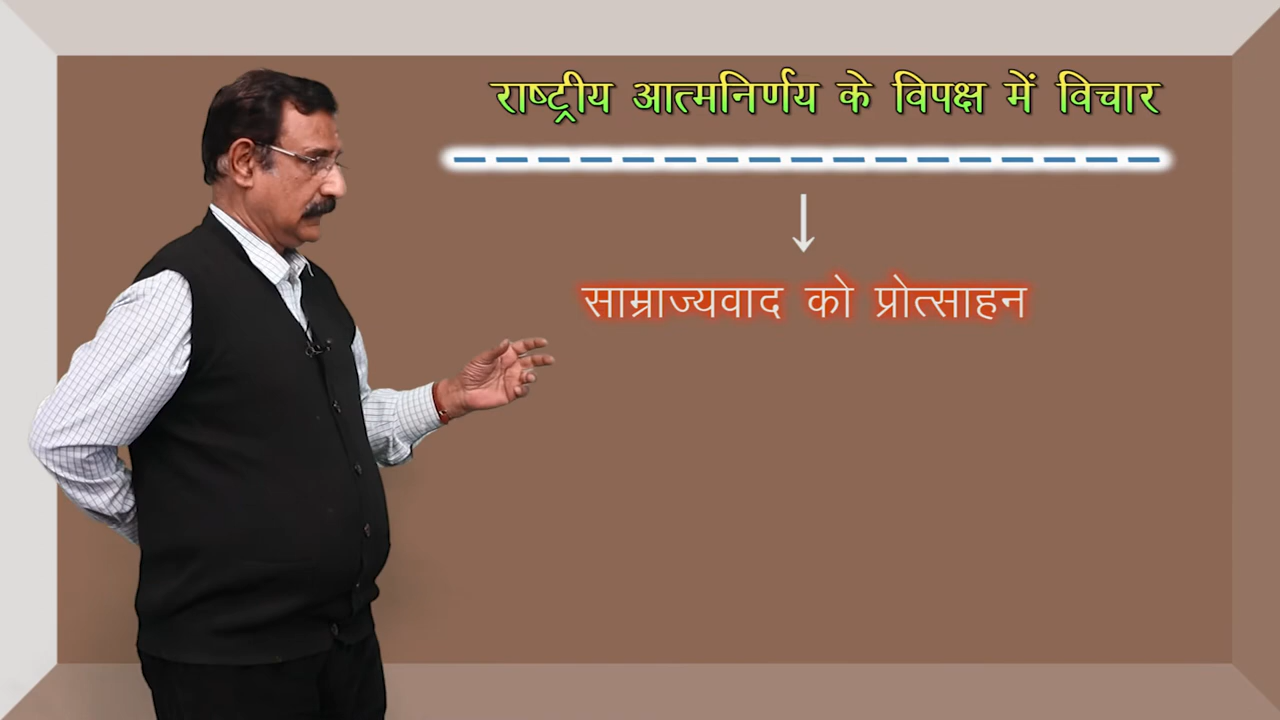 राष्ट्रीय आत्मनिर्णय के विपक्ष में विचार
साम्राज्यवाद को प्रोत्साहन